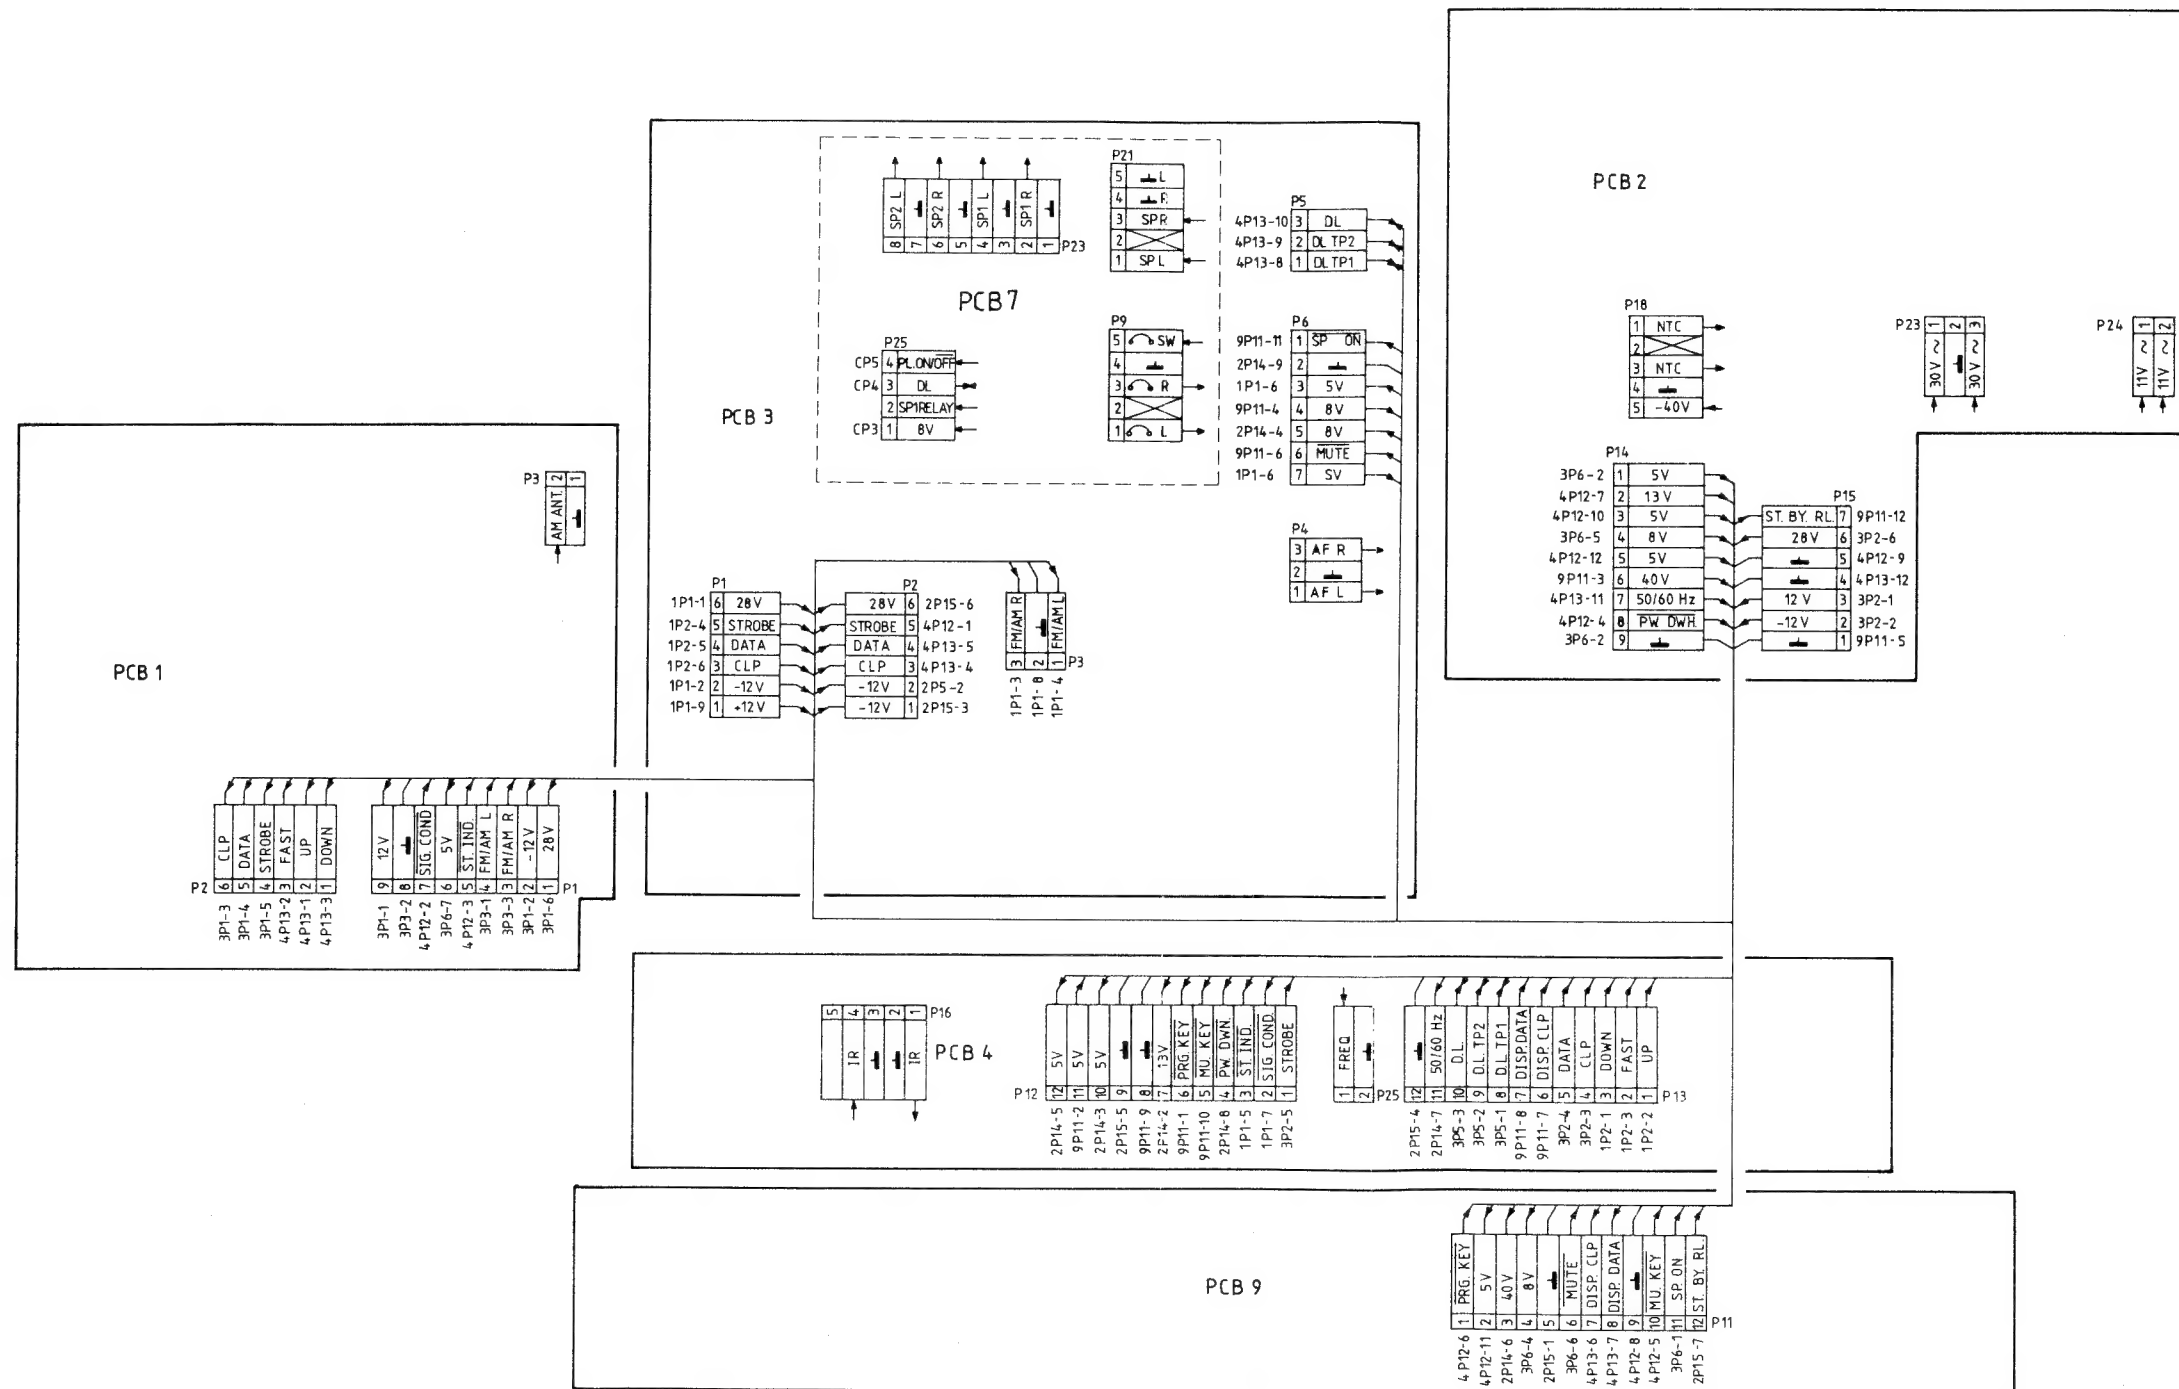 PCB 1
P3
2 AM ANT.
1
P2
6 CLP 3P1-3
5 DATA 3P1-4
4 STROBE 3P1-5
3 FAST 4P13-2
2 UP 4P13-1
1 DOWN 4P13-3
P1
9 12V 3P1-1
8 3P3-2
7 SIG. COND 4P12-2
6 5V 3P6-7
5 ST. IND. 4P12-3
4 FM/AM L 3P3-1
3 FM/AM R 3P3-3
2 -12V 3P1-2
1 28V 3P1-6
PCB 3
PCB 7
P23
8 SP2 L
7
6 SP2 R
5
4 SP1 L
3
2 SP1 R
1
P21
5 L
4 R
3 SPR
2
1 SPL
P25
CP5 4 PL.ON/OFF
CP4 3 DL
2 SP1RELAY
CP3 1 8V
P9
5 SW
4
3 R
2
1 L
P5
4P13-10 3 DL
4P13-9 2 DL TP2
4P13-8 1 DL TP1
P6
9P11-11 1 SP ON
2P14-9 2
1P1-6 3 5V
9P11-4 4 8V
2P14-4 5 8V
9P11-6 6 MUTE
1P1-6 7 5V
P4
3 AF R
2
1 AF L
P1
1P1-1 6 28V
1P2-4 5 STROBE
1P2-5 4 DATA
1P2-6 3 CLP
1P1-2 2 -12V
1P1-9 1 +12V
P2
28V 6 2P15-6
STROBE 5 4P12-1
DATA 4 4P13-5
CLP 3 4P13-4
-12V 2 2P5-2
-12V 1 2P15-3
P3
3 FM/AM R 1P1-3
2 1P1-8
1 FM/AM L 1P1-4
PCB 2
P18
1 NTC
2
3 NTC
4
5 -40V
P23
1 30V ~
2
3 30V ~
P24
1 11V ~
2 11V ~
P14
3P6-2 1 5V
4P12-7 2 13V
4P12-10 3 5V
3P6-5 4 8V
4P12-12 5 5V
9P11-3 6 40V
4P13-11 7 50/60 Hz
4P12-4 8 PW. DWH.
3P6-2 9
P15
ST. BY. RL. 7 9P11-12
28V 6 3P2-6
5 4P12-9
4 4P13-12
12V 3 3P2-1
-12V 2 3P2-2
1 9P11-5
PCB 4
P16
5
4 IR
3
2
1 IR
P12
12 5V 2P14-5
11 5V 9P11-2
10 5V 2P14-3
9 2P15-5
8 9P11-9
7 13V 2P14-2
6 PRG. KEY 9P11-1
5 MU. KEY 9P11-10
4 PW. DWN. 2P14-8
3 ST. IND. 1P1-5
2 SIG. COND. 1P1-7
1 STROBE 3P2-5
P25
1 FREQ
2
P13
12 2P15-4
11 50/60 Hz 2P14-7
10 D.L. 3P5-3
9 D.L. TP2 3P5-2
8 D.L. TP1 3P5-1
7 DISP. DATA 9P11-8
6 DISP. CLP 9P11-7
5 DATA 3P2-4
4 CLP 3P2-3
3 DOWN 1P2-1
2 FAST 1P2-3
1 UP 1P2-2
PCB 9
P11
1 PRG. KEY 4P12-6
2 5V 4P12-11
3 40V 2P14-6
4 8V 3P6-4
5 2P15-1
6 MUTE 3P6-6
7 DISP. CLP 4P13-6
8 DISP. DATA 4P13-7
9 4P12-8
10 MU. KEY 4P12-5
11 SP. ON 3P6-1
12 ST. BY. RL. 2P15-7